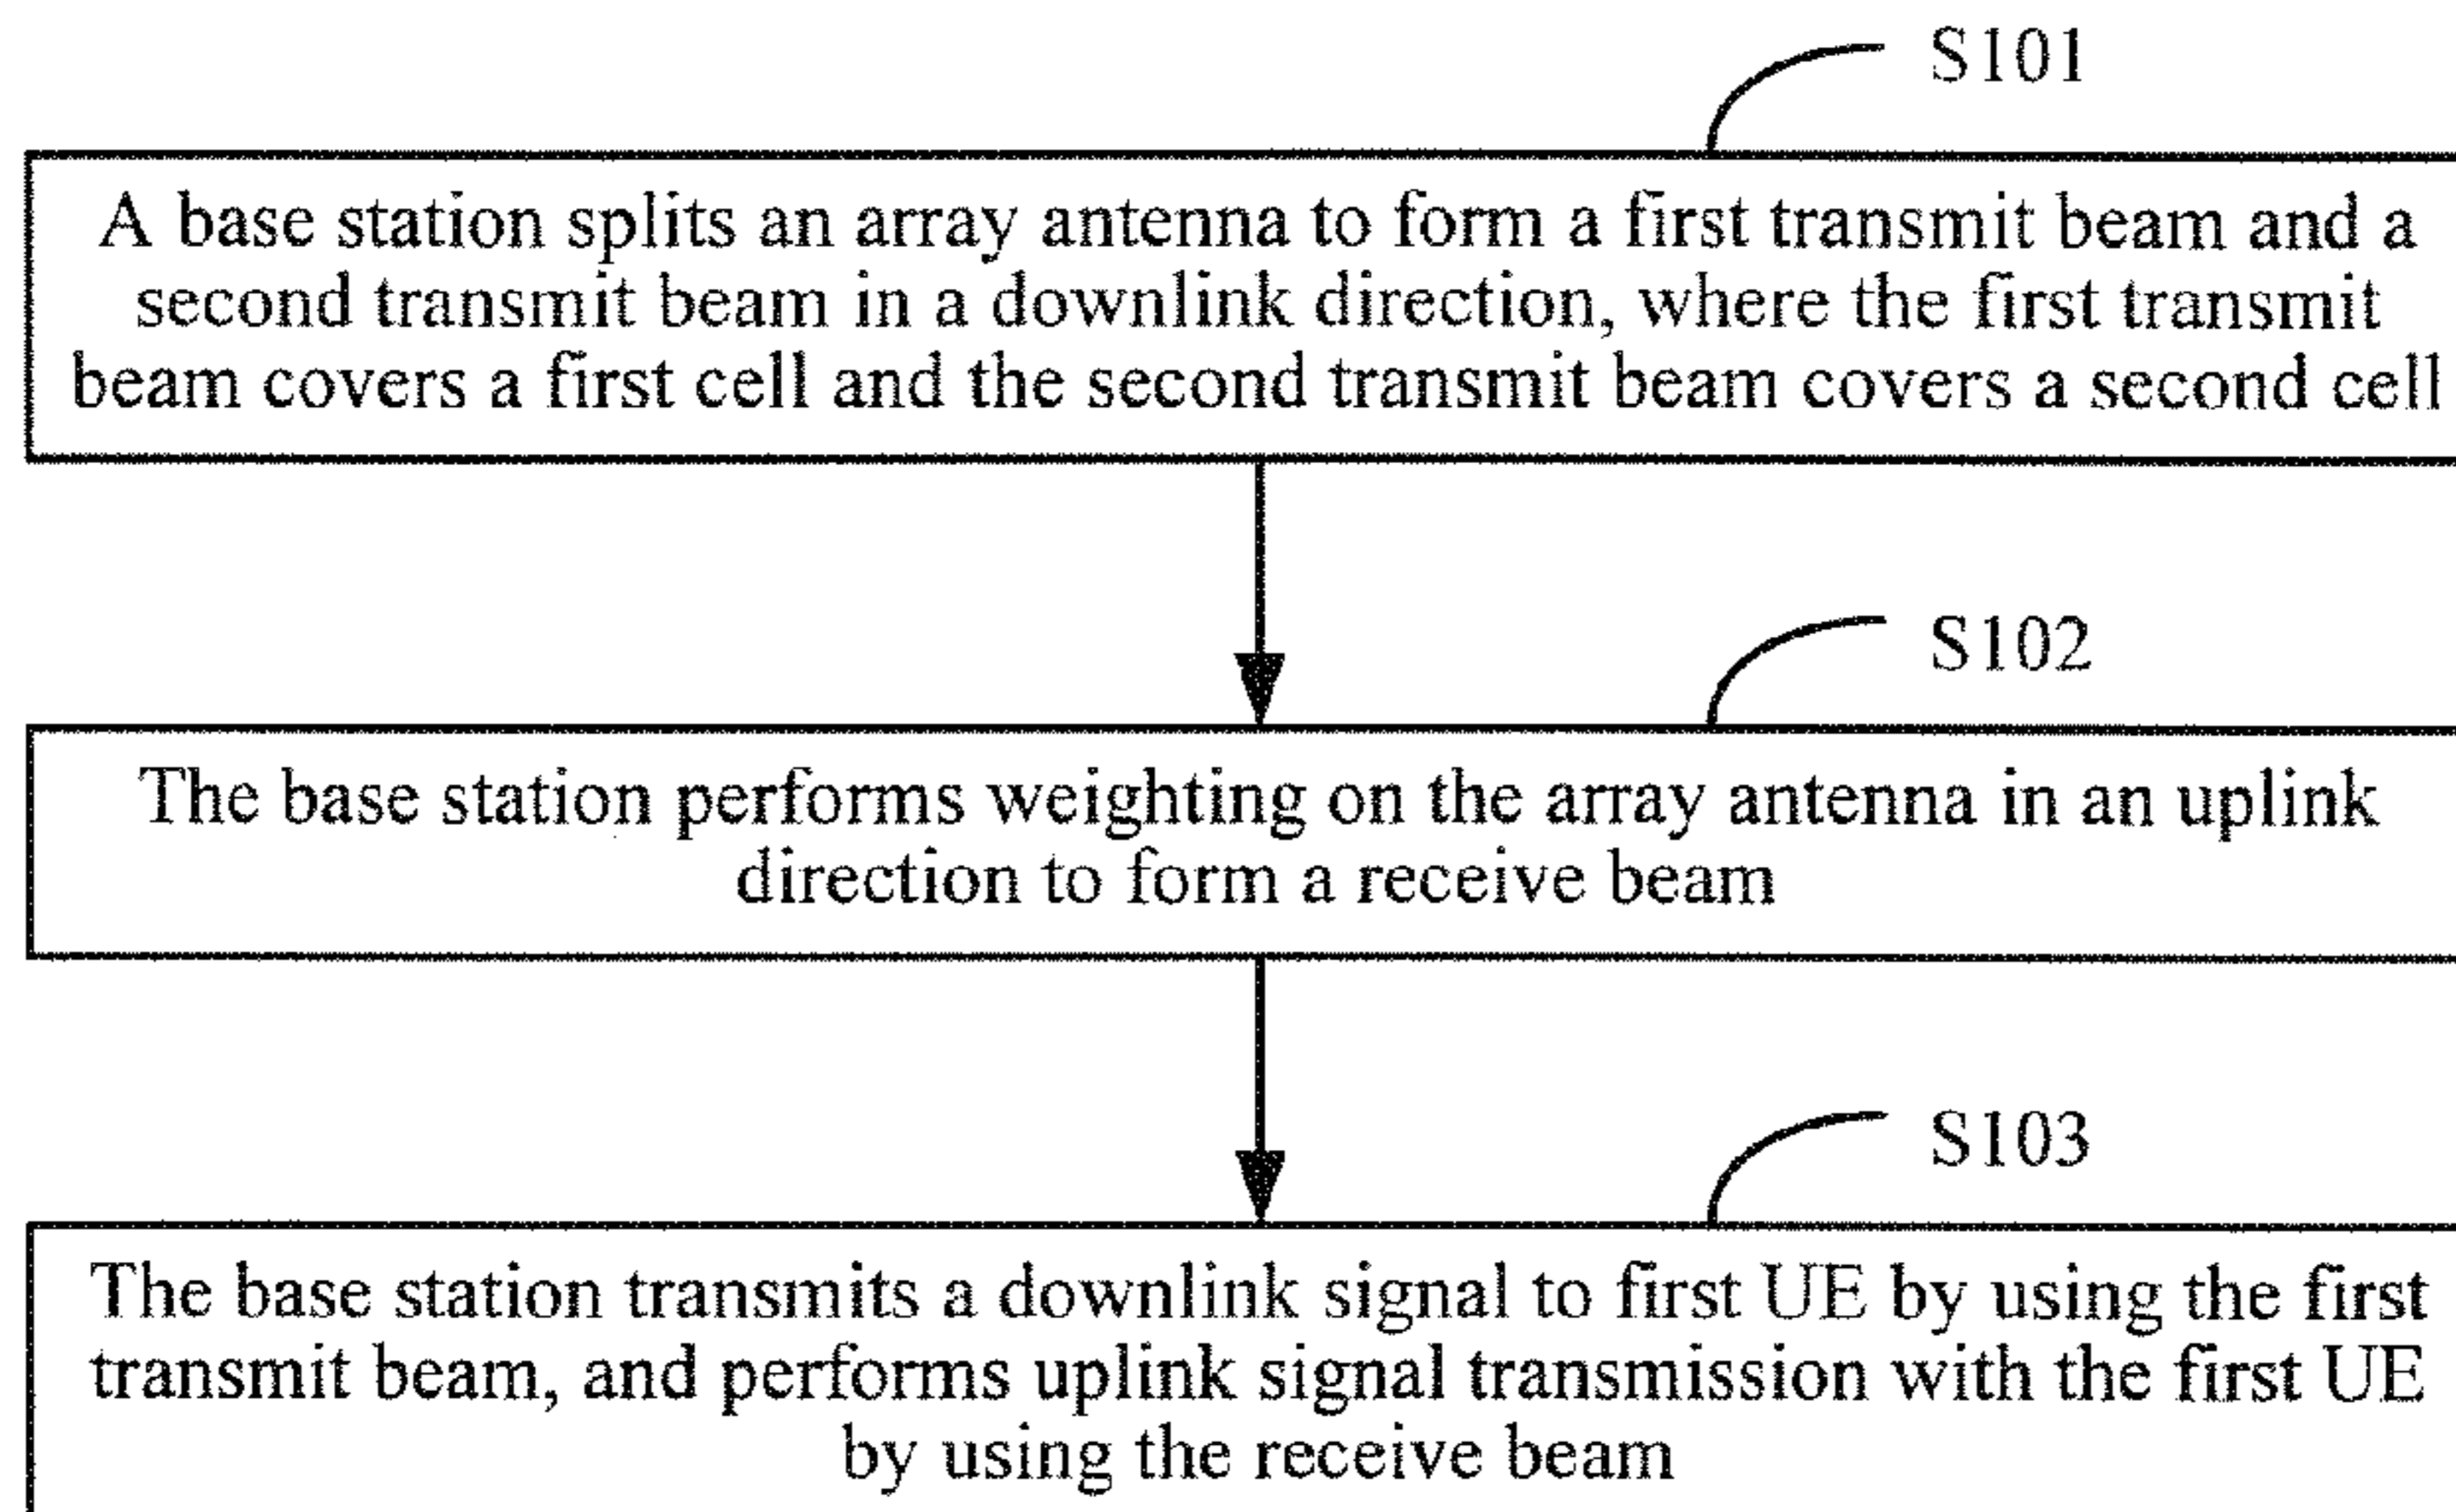 S101
A base station splits an array antenna to form a first transmit beam and a
second transmit beam in a downlink direction, where the first transmit
beam covers a first cell and the second transmit beam covers a second cell
S102
The base station performs weighting on the array antenna in an uplink
direction to form a receive beam
S103
The base station transmits a downlink signal to first UE by using the first
transmit beam, and performs uplink signal transmission with the first UE
by using the receive beam